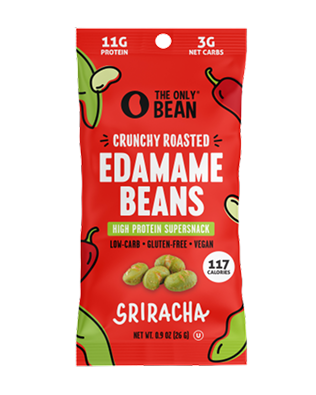 11G
PROTEIN
3G
NET CARBS
THE ONLY™
BEAN
CRUNCHY ROASTED
EDAMAME
BEANS
HIGH PROTEIN SUPERSNACK
LOW-CARB • GLUTEN-FREE • VEGAN
117
CALORIES
SRIRACHA
NET WT. 0.9 OZ (26 G) U